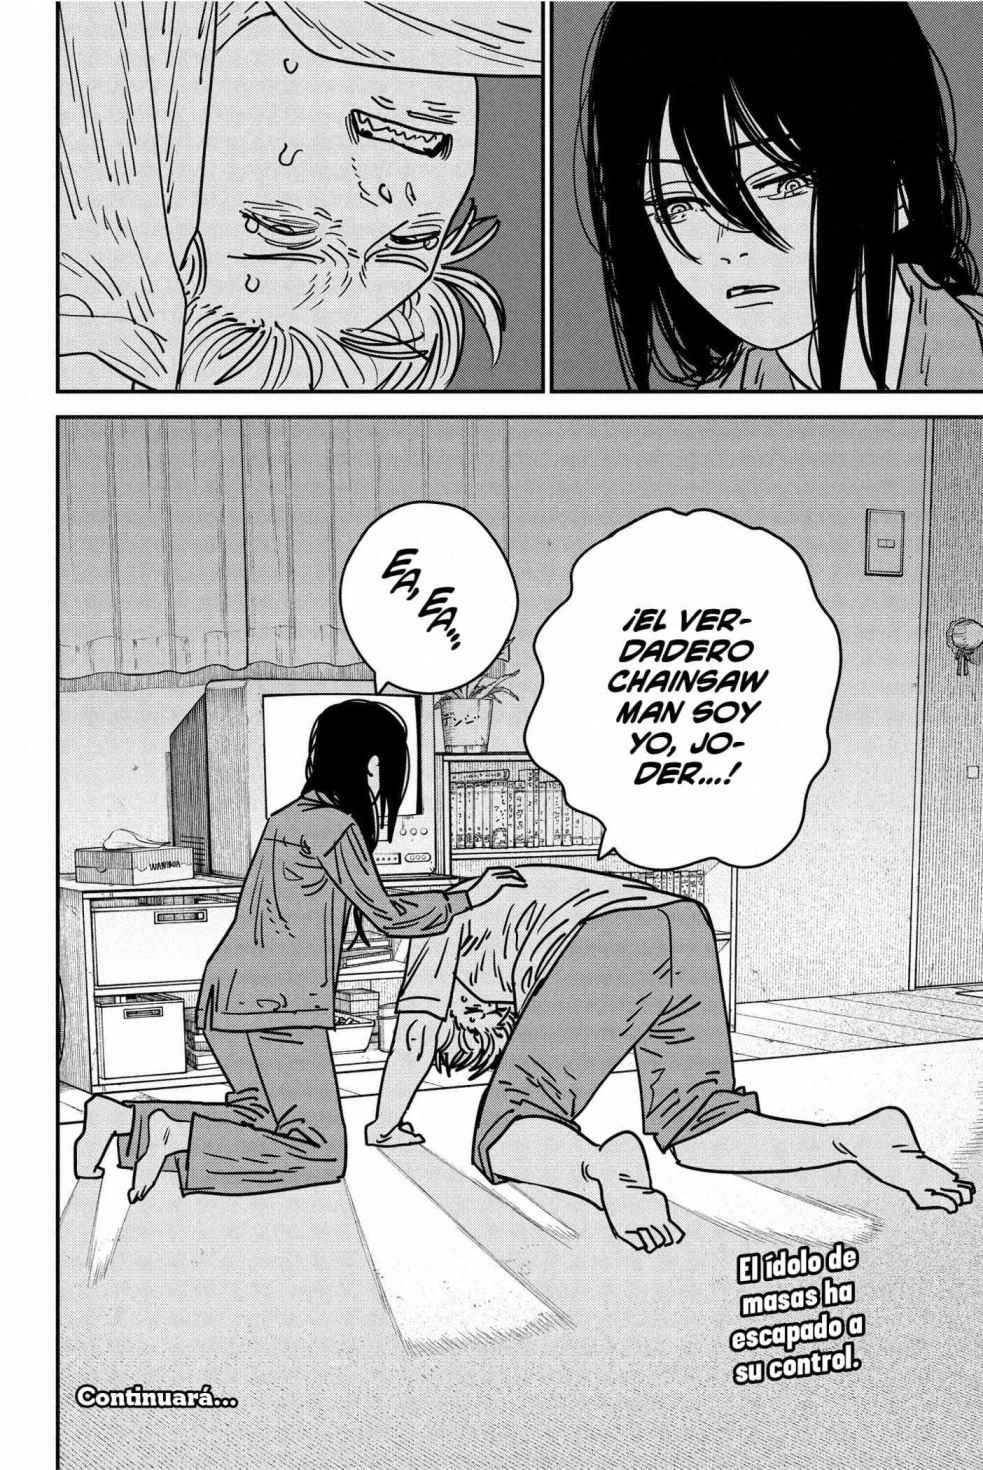 ¡EL VER-
DADERO
CHAINSAW
MAN SOY
YO, JO-
DER...!
EA,
EA...
WANIWA
El ídolo de
masas ha
escapado a
su control.
Continuará...